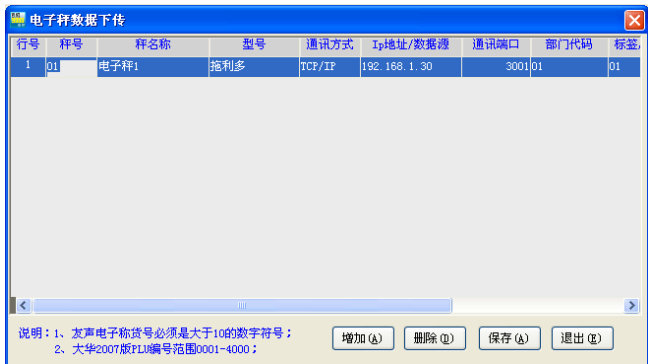 电子秤数据下传
行号 秤号 秤名称 型号 通讯方式 Ip地址/数据源 通讯端口 部门代码 标签
1 01 电子秤1 拖利多 TCP/IP 192.168.1.30 3001 01 01
说明：1、友声电子称货号必须是大于10的数字符号；
2、大华2007版PLU编号范围0001-4000；
增加(A) 删除(D) 保存(A) 退出(E)